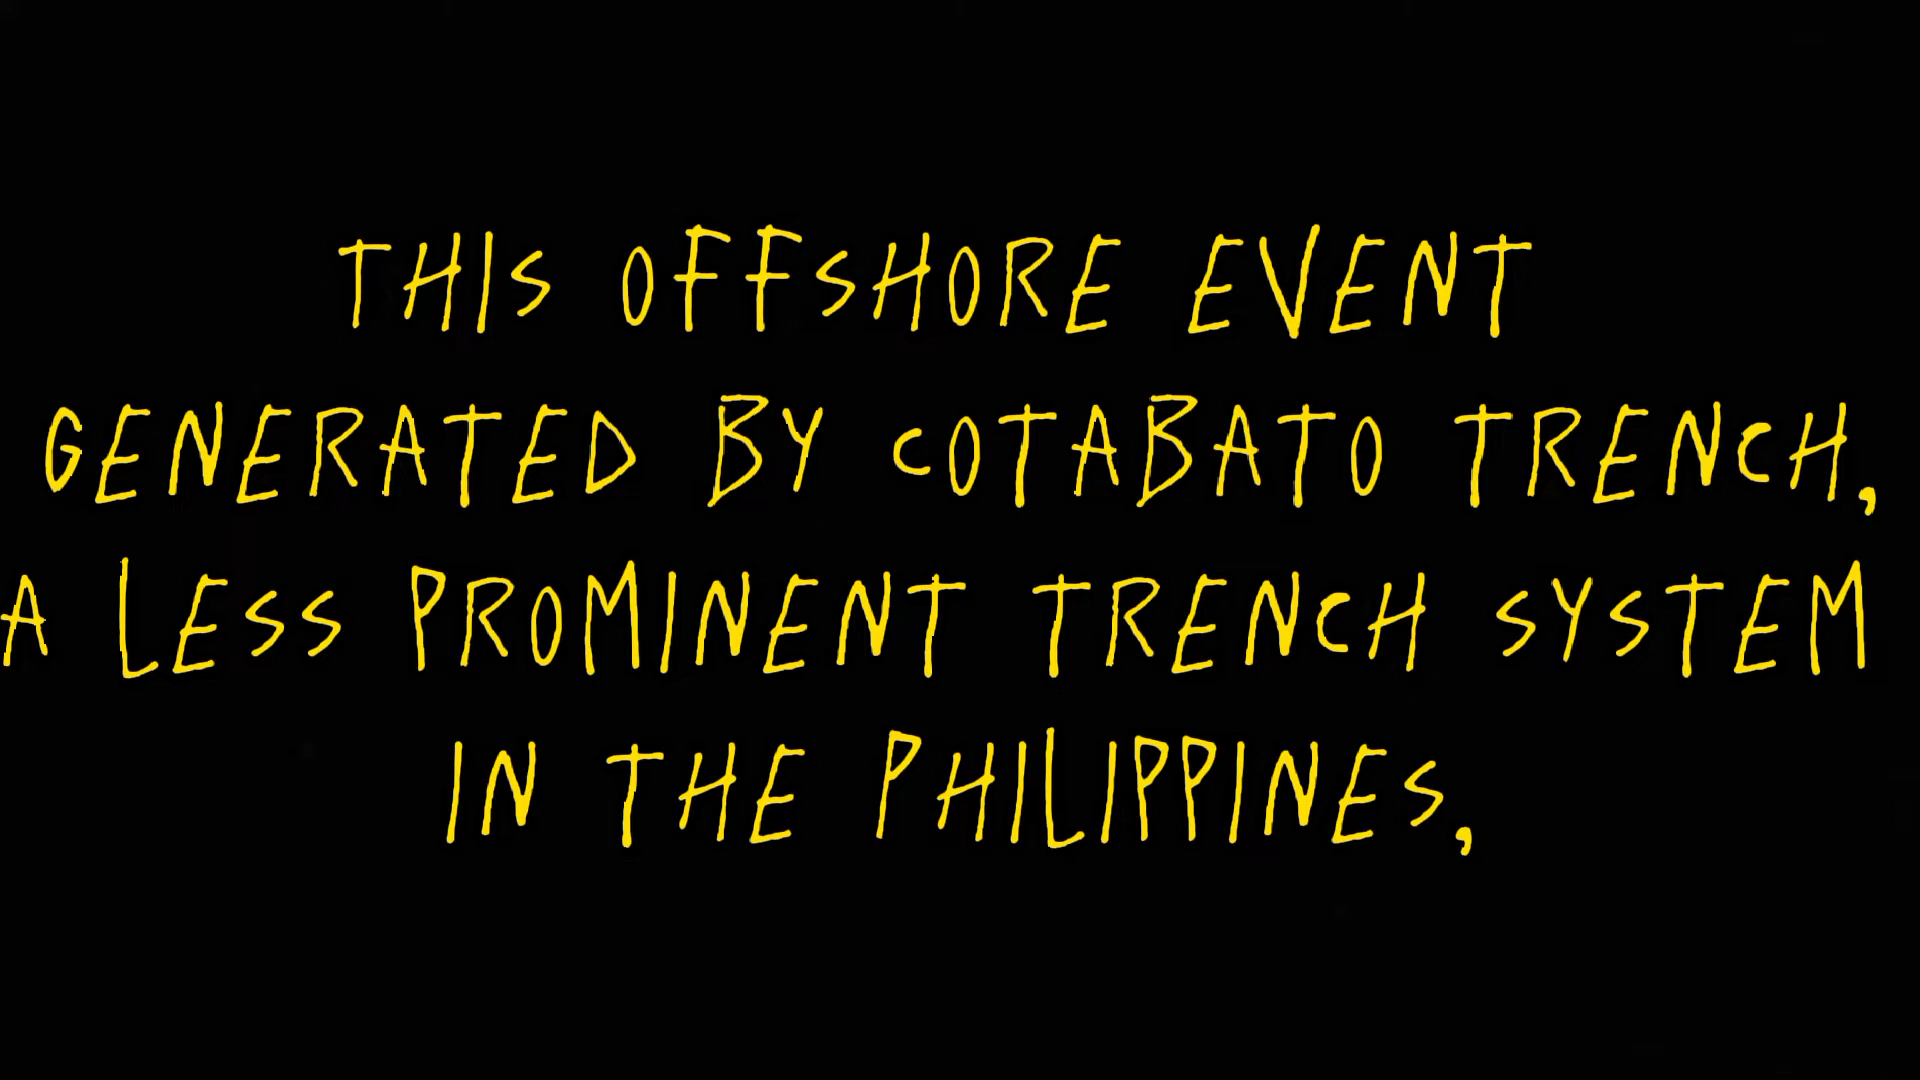 THIS OFFSHORE EVENT
GENERATED BY COTABATO TRENCH,
A LESS PROMINENT TRENCH SYSTEM
IN THE PHILIPPINES,